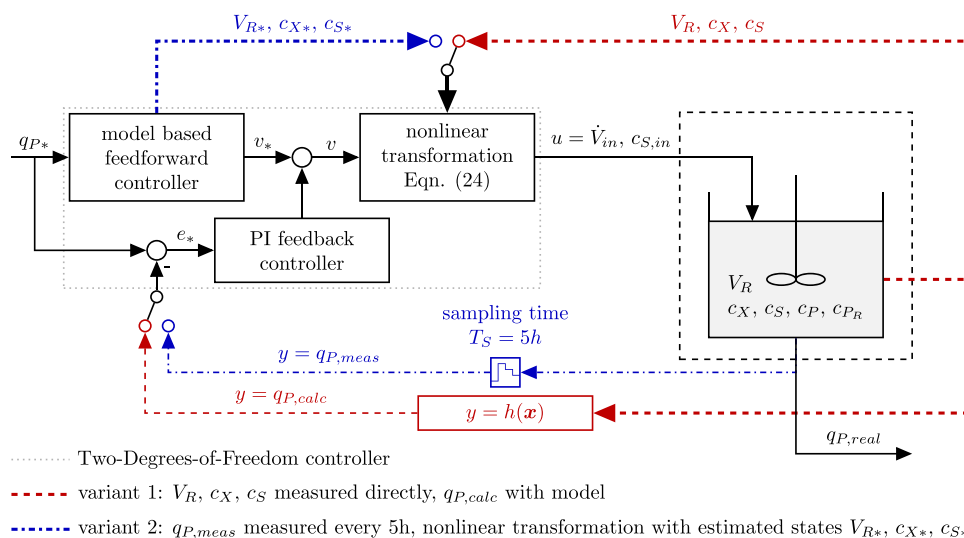 V_{R*}, c_{X*}, c_{S*}
V_R, c_X, c_S
q_{P*}
model based
feedforward
controller
v_*
v
nonlinear
transformation
Eqn. (24)
u = V̇_{in}, c_{S,in}
e_*
PI feedback
controller
-
V_R
c_X, c_S, c_P, c_{P_R}
sampling time
T_S = 5h
y = q_{P,meas}
y = q_{P,calc}
y = h(x)
q_{P,real}
Two-Degrees-of-Freedom controller
variant 1: V_R, c_X, c_S measured directly, q_{P,calc} with model
variant 2: q_{P,meas} measured every 5h, nonlinear transformation with estimated states V_{R*}, c_{X*}, c_{S*}